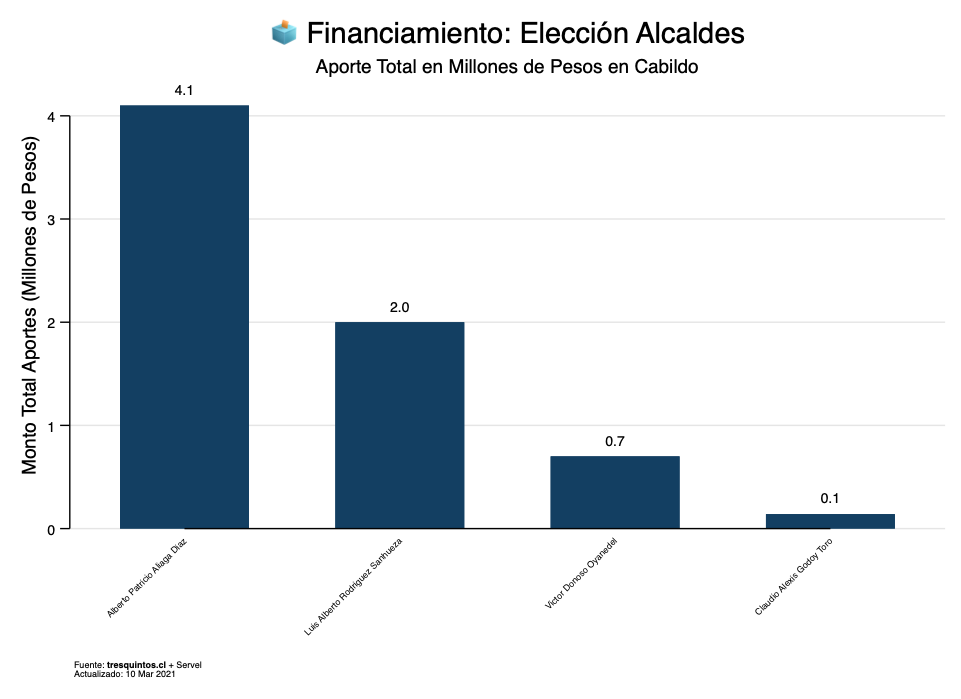 Financiamiento: Elección Alcaldes
Aporte Total en Millones de Pesos en Cabildo
Monto Total Aportes (Millones de Pesos)
4
3
2
1
0
4.1
2.0
0.7
0.1
Alberto Patricio Aliaga Diaz
Luis Alberto Rodriguez Sanhueza
Victor Donoso Oyanedel
Claudio Alexis Godoy Toro
Fuente: tresquintos.cl + Servel
Actualizado: 10 Mar 2021